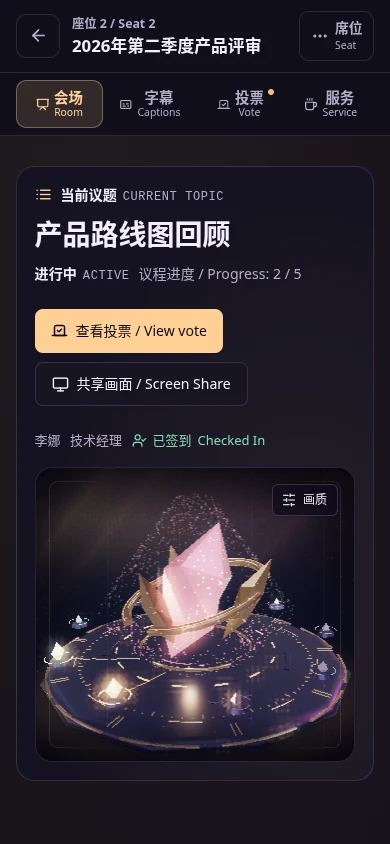 座位 2 / Seat 2
2026年第二季度产品评审
席位
Seat
会场
Room
字幕
Captions
投票
Vote
服务
Service
当前议题 CURRENT TOPIC
产品路线图回顾
进行中 ACTIVE 议程进度 / Progress: 2 / 5
查看投票 / View vote
共享画面 / Screen Share
李娜 技术经理 已签到 Checked In
画质